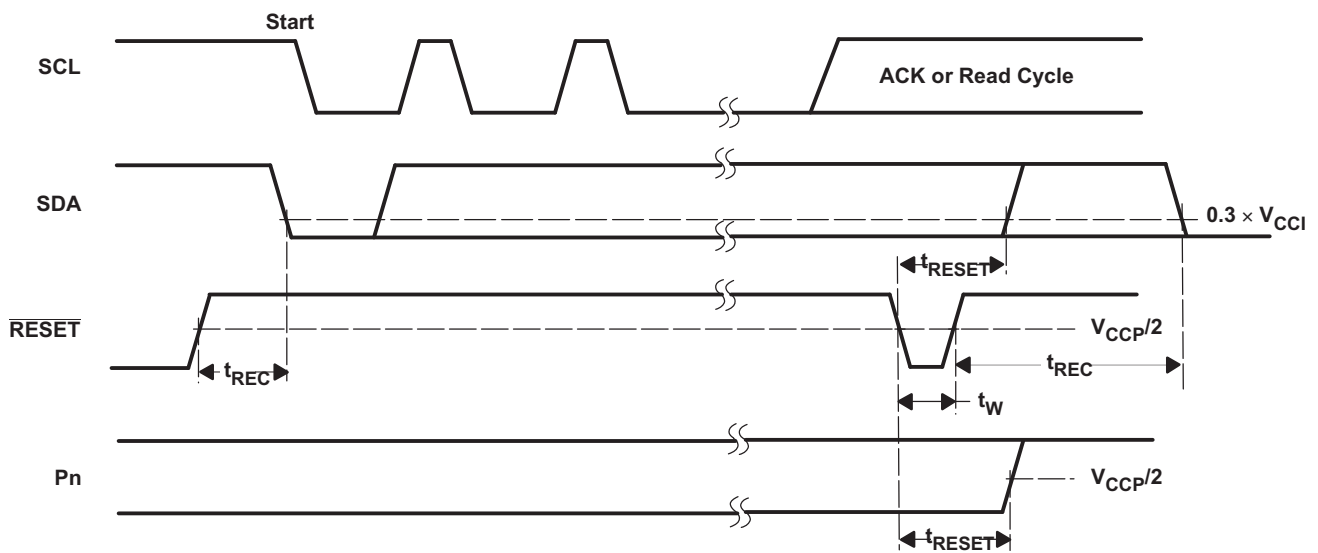 Start
SCL
ACK or Read Cycle
SDA
0.3 × VCCI
tRESET
RESET
VCCP/2
tREC
tREC
tW
Pn
VCCP/2
tRESET